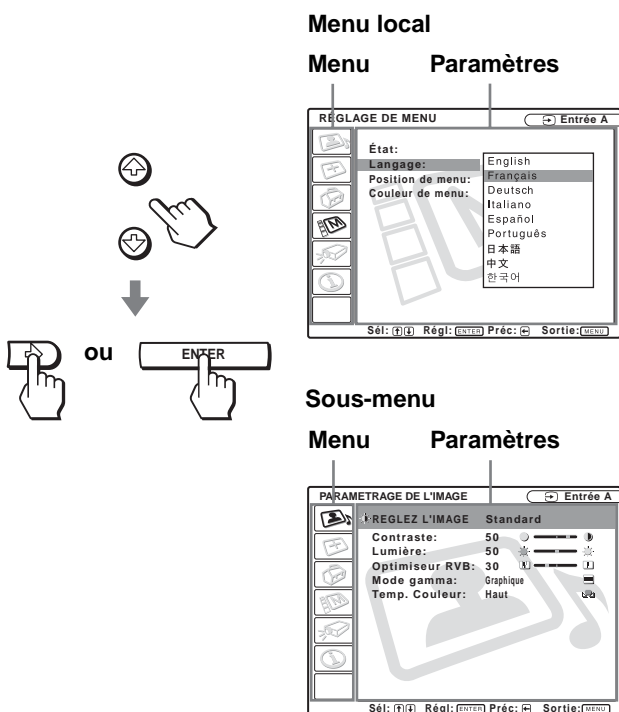 Menu local
Menu Paramètres
RÉGLAGE DE MENU Entrée A
État:
Langage:
Position de menu:
Couleur de menu:
English
Français
Deutsch
Italiano
Español
Português
日本語
中文
한국어
Sél: Régl: ENTER Préc: Sortie: MENU
ou ENTER
Sous-menu
Menu Paramètres
PARAMETRAGE DE L'IMAGE Entrée A
REGLEZ L'IMAGE Standard
Contraste: 50
Lumière: 50
Optimiseur RVB: 30
Mode gamma: Graphique
Temp. Couleur: Haut
Sél: Régl: ENTER Préc: Sortie: MENU